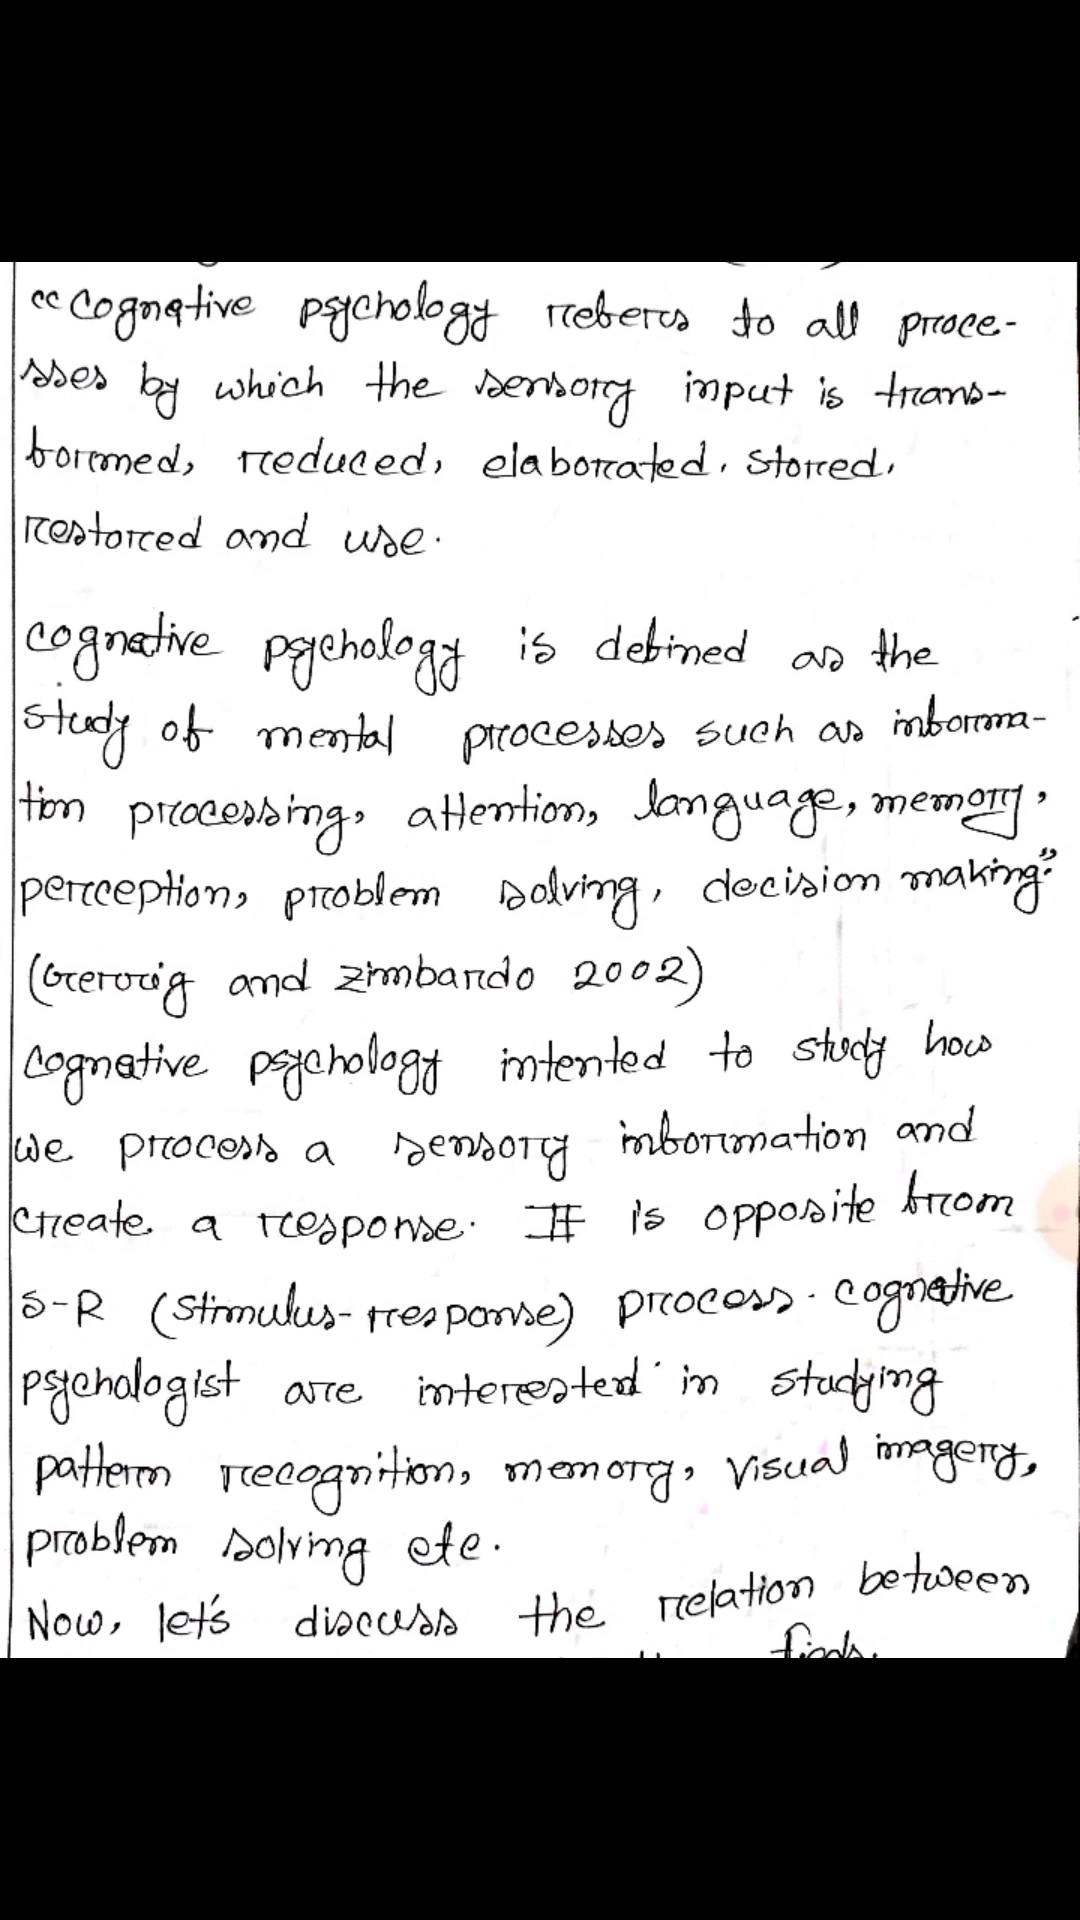 "Cognative psychology refers to all proce-
sses by which the sensory input is trans-
formed, reduced, elaborated, stored,
restored and use.
cognative psychology is defined as the
study of mental processes such as informa-
tion processing, attention, language, memory,
perception, problem solving, decision making."
(Gerrig and zimbardo 2002)
Cognative psychology intented to study how
we process a sensory information and
create a response. It is opposite from
S-R (stimulus-response) process. cognative
psychologist are interested in studying
pattern recognition, memory, visual imagery,
problem solving etc.
Now, let's discuss the relation between